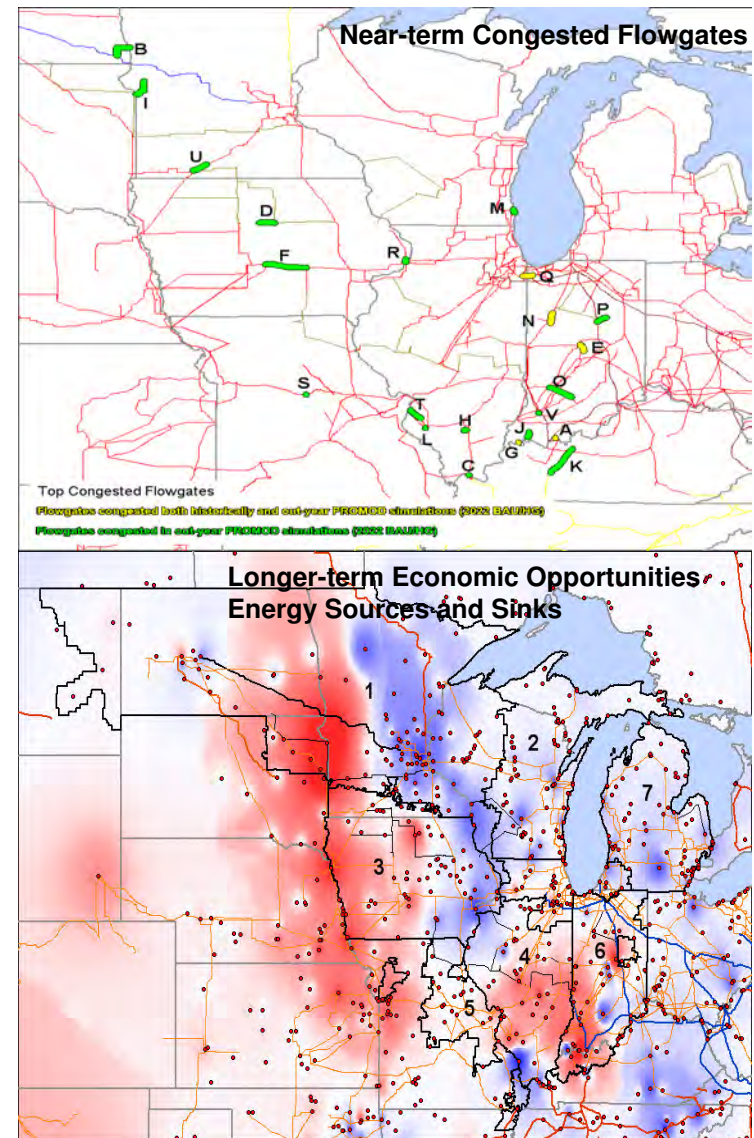 Near-term Congested Flowgates
B
I
U
D
M
F
R
Q
N
P
E
S
O
T
V
H
J
A
L
G
C
K
Top Congested Flowgates
Flowgates congested both historically and out-year PROMOD simulations (2022 BAU/HG)
Flowgates congested in out-year PROMOD simulations (2022 BAU/HG)
Longer-term Economic Opportunities
Energy Sources and Sinks
1
2
7
3
4
6
5